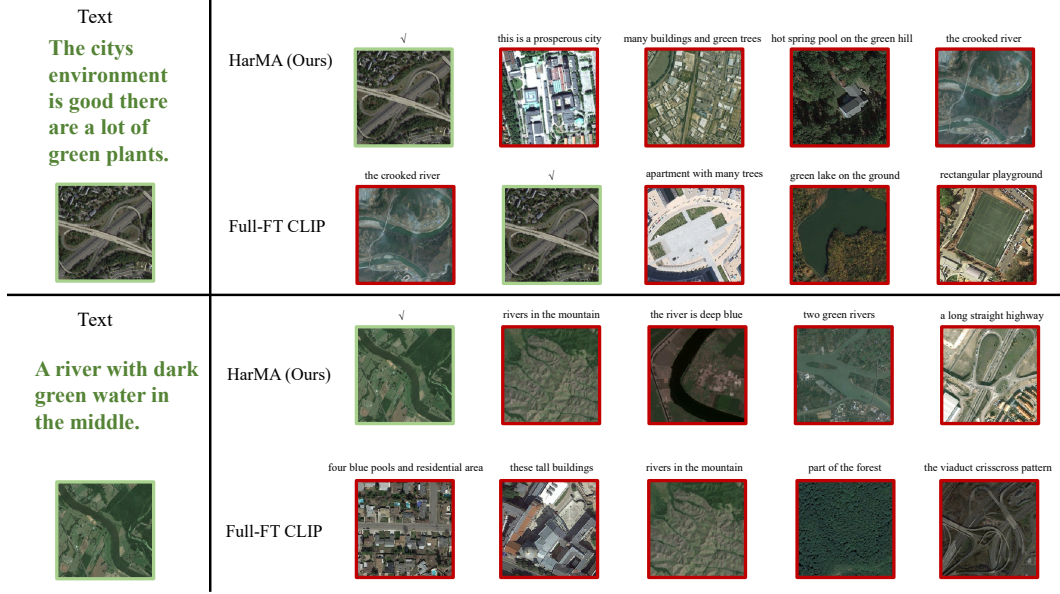 Text
The citys
environment
is good there
are a lot of
green plants.
HarMA (Ours)
√
this is a prosperous city
many buildings and green trees
hot spring pool on the green hill
the crooked river
Full-FT CLIP
the crooked river
√
apartment with many trees
green lake on the ground
rectangular playground
Text
A river with dark
green water in
the middle.
HarMA (Ours)
√
rivers in the mountain
the river is deep blue
two green rivers
a long straight highway
Full-FT CLIP
four blue pools and residential area
these tall buildings
rivers in the mountain
part of the forest
the viaduct crisscross pattern